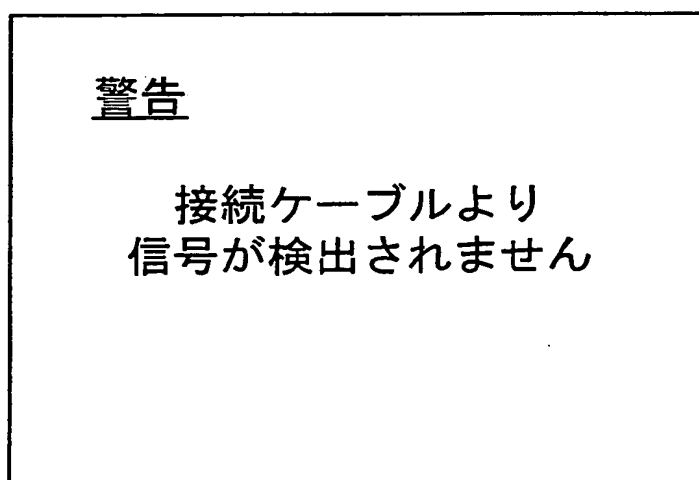 警告
接続ケーブルより
信号が検出されません